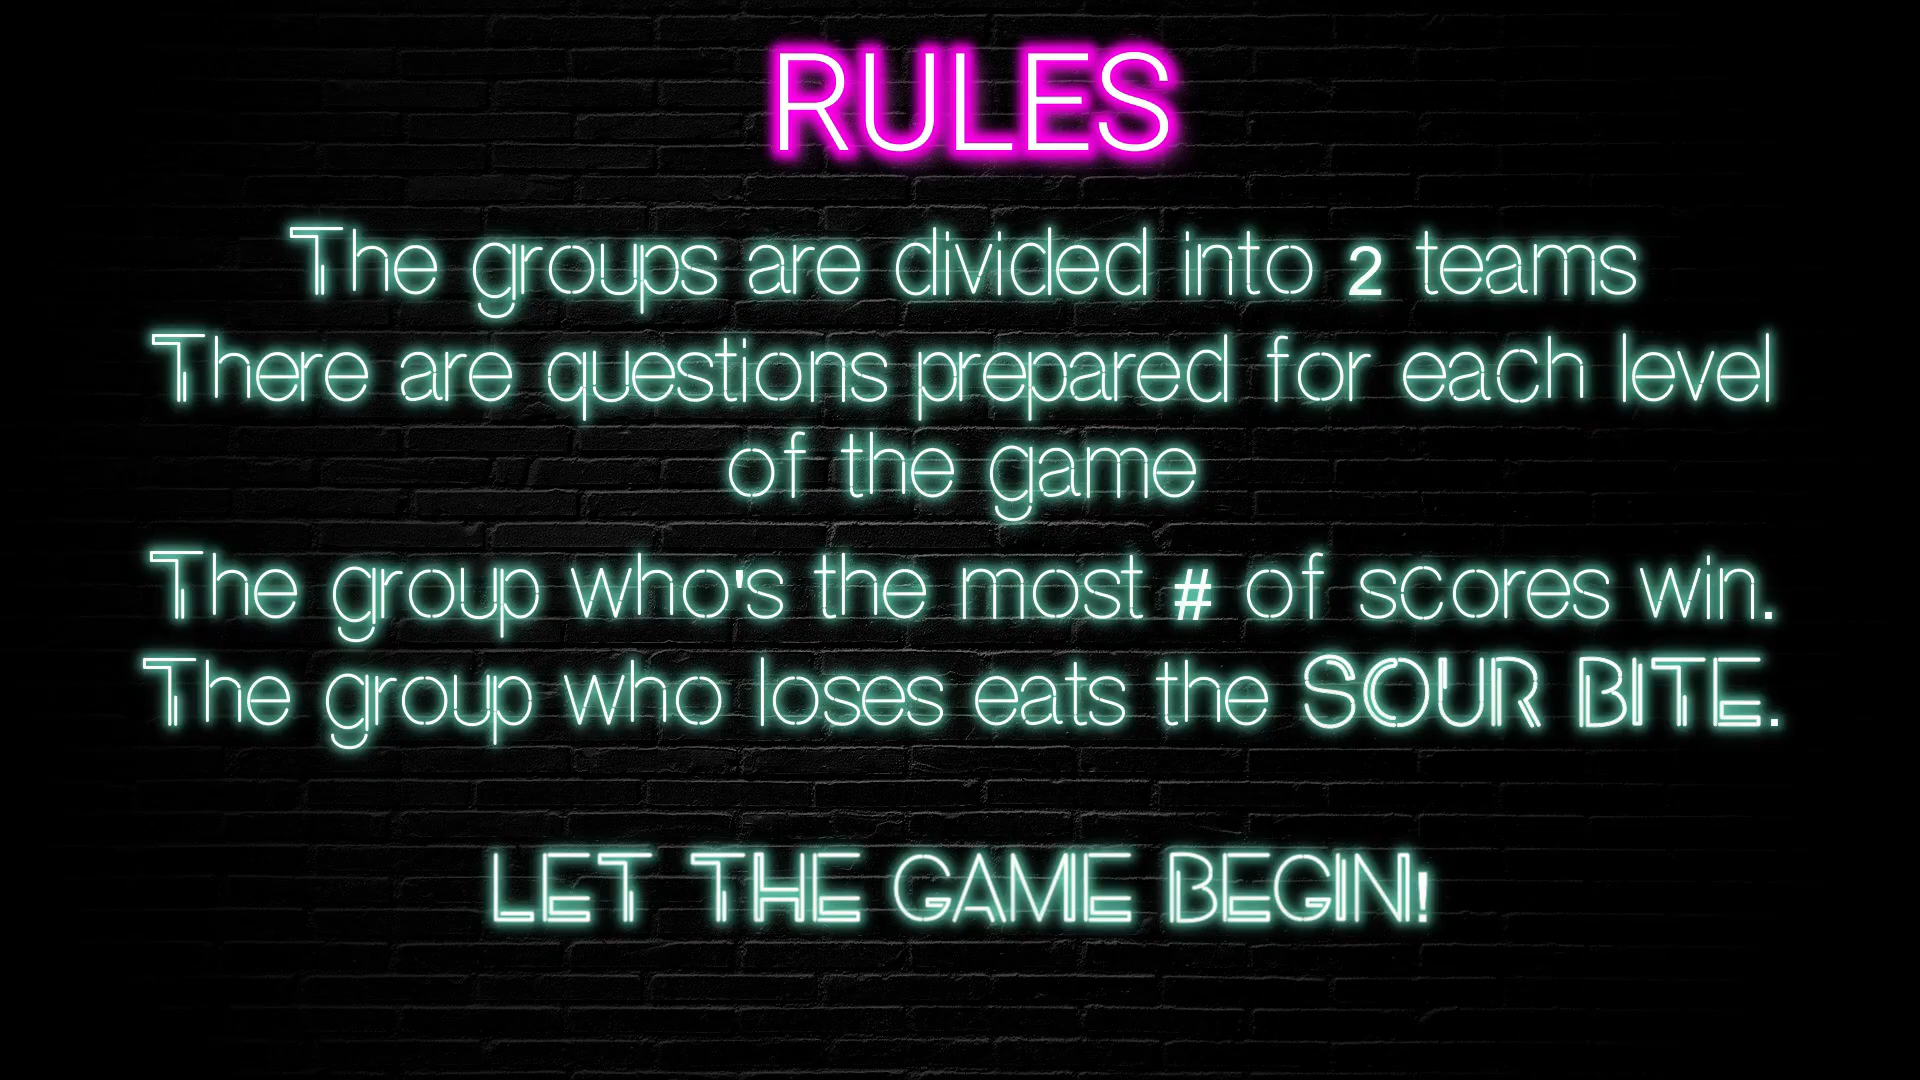 RULES
The groups are divided into 2 teams
There are questions prepared for each level
of the game
The group who's the most # of scores win.
The group who loses eats the SOUR BITE.
LET THE GAME BEGIN!